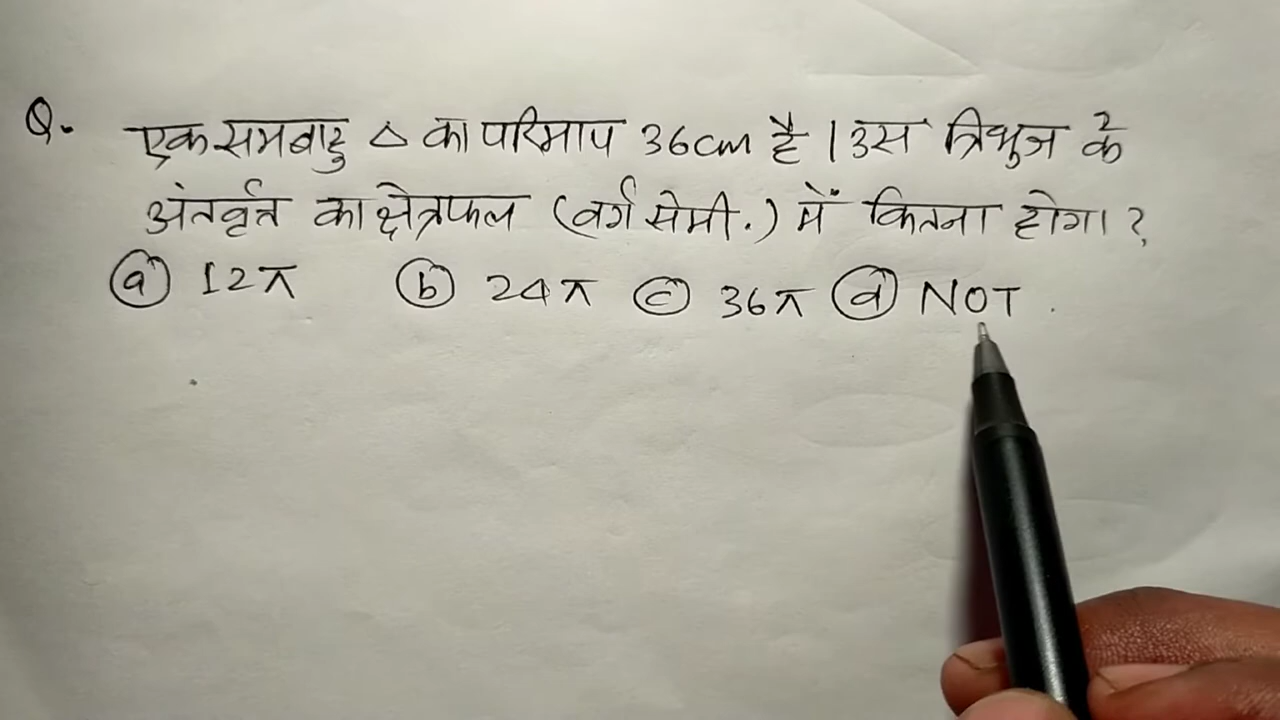 Q. एक समबाहु △ का परिमाप 36cm है। उस त्रिभुज के
अंतर्वृत्त का क्षेत्रफल (वर्ग सेमी.) में कितना होगा?
(a) 12π (b) 24π (c) 36π (d) NOT.